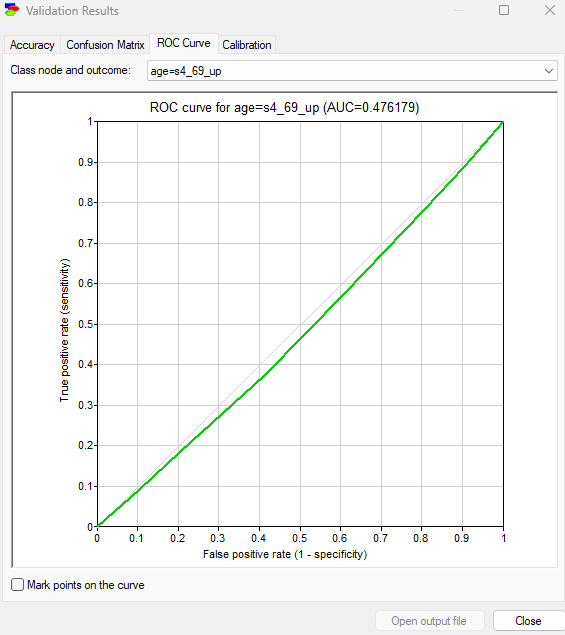 Validation Results
Accuracy Confusion Matrix ROC Curve Calibration
Class node and outcome: age=s4_69_up
ROC curve for age=s4_69_up (AUC=0.476179)
1
0.9
0.8
0.7
0.6
0.5
0.4
0.3
0.2
0.1
0
True positive rate (sensitivity)
0 0.1 0.2 0.3 0.4 0.5 0.6 0.7 0.8 0.9 1
False positive rate (1 - specificity)
Mark points on the curve
Open output file Close